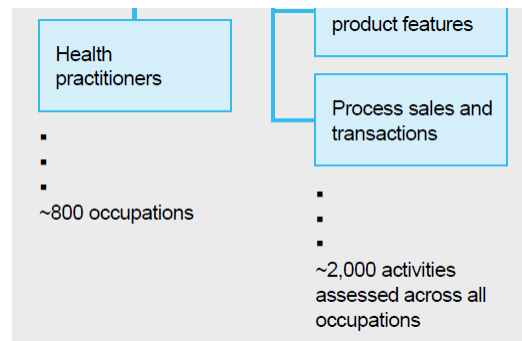 Health
practitioners
▪
▪
▪
~800 occupations
product features
Process sales and
transactions
▪
▪
▪
~2,000 activities
assessed across all
occupations